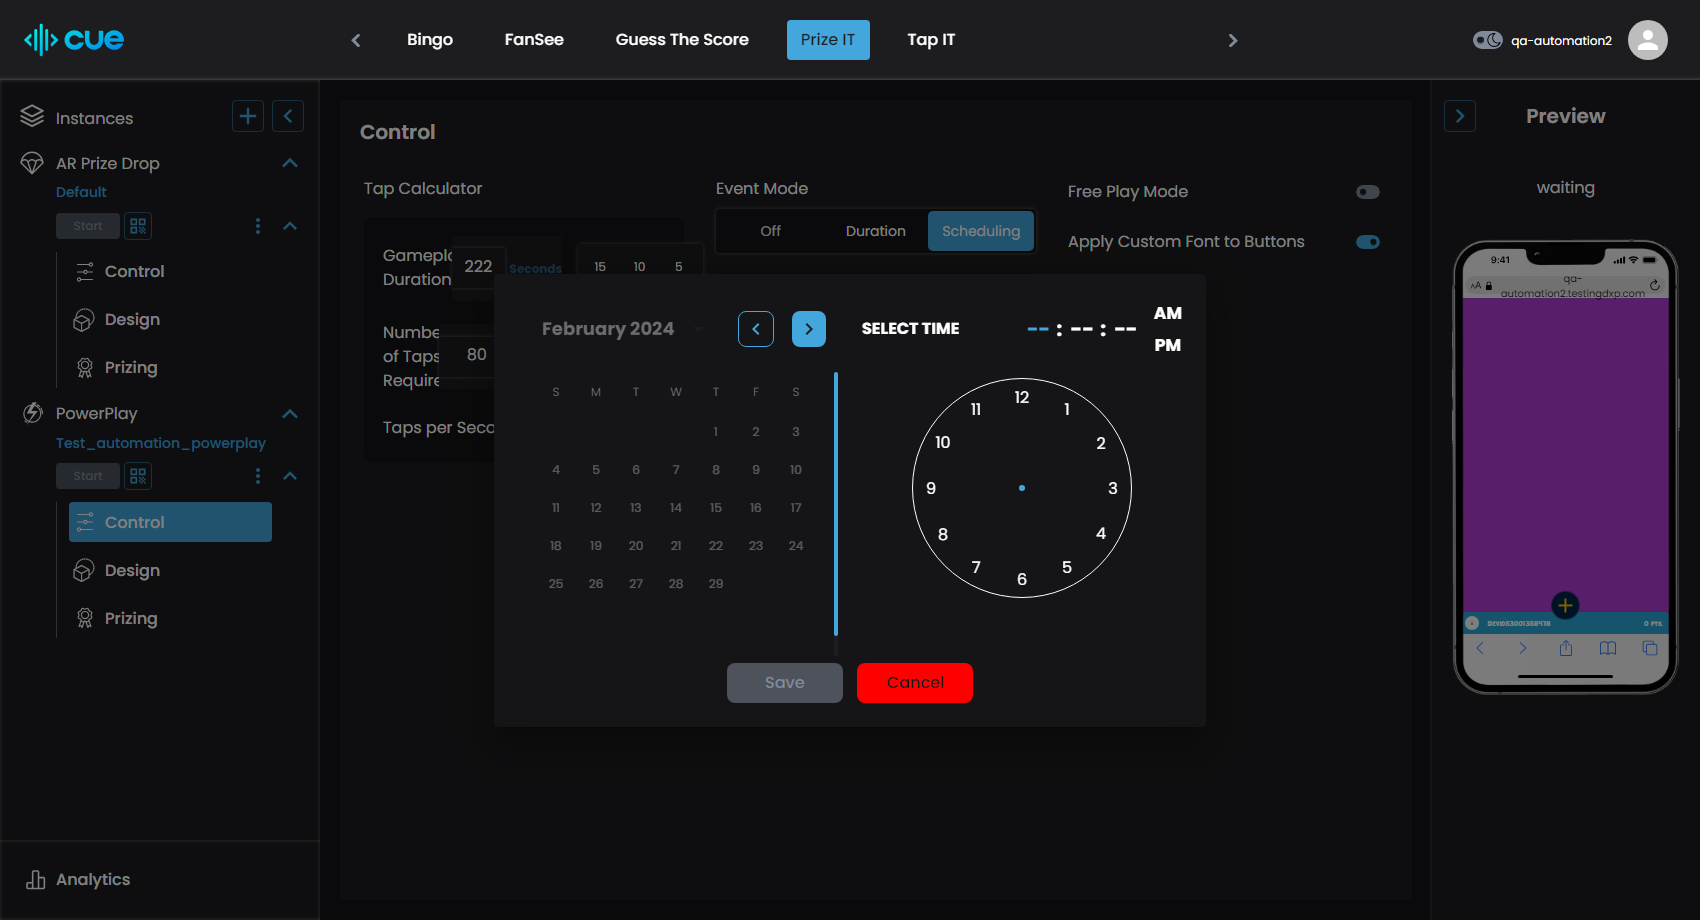 cue
Bingo
FanSee
Guess The Score
Prize IT
Tap IT
qa-automation2
Instances
AR Prize Drop
Default
Start
Control
Design
Prizing
PowerPlay
Test_automation_powerplay
Start
Control
Design
Prizing
Analytics
Control
Tap Calculator
Gamepl
Duration
222
Seconds
15 10 5
Numbe
of Taps
Require
80
Taps per Seco
Event Mode
Off
Duration
Scheduling
Free Play Mode
Apply Custom Font to Buttons
February 2024
S M T W T F S
1 2 3
4 5 6 7 8 9 10
11 12 13 14 15 16 17
18 19 20 21 22 23 24
25 26 27 28 29
SELECT TIME
-- : -- : --
AM
PM
12
11 1
10 2
9 3
8 4
7 5
6
Save
Cancel
Preview
waiting
9:41
AA
qa-
automation2.testingdxp.com
0 PTS.